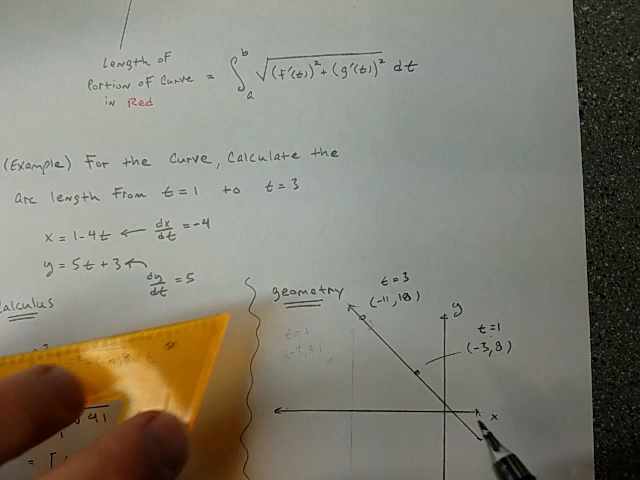 Length of
Portion of Curve = ∫_a^b √((f'(t))² + (g'(t))²) dt
in Red
(Example) For the Curve, Calculate the
arc length from t=1 to t=3
x = 1-4t ← dx/dt = -4
y = 5t+3 ← dy/dt = 5
alculus
geometry
t=3
(-11, 18)
y
t=1
(-3, 8)
x
√41
=